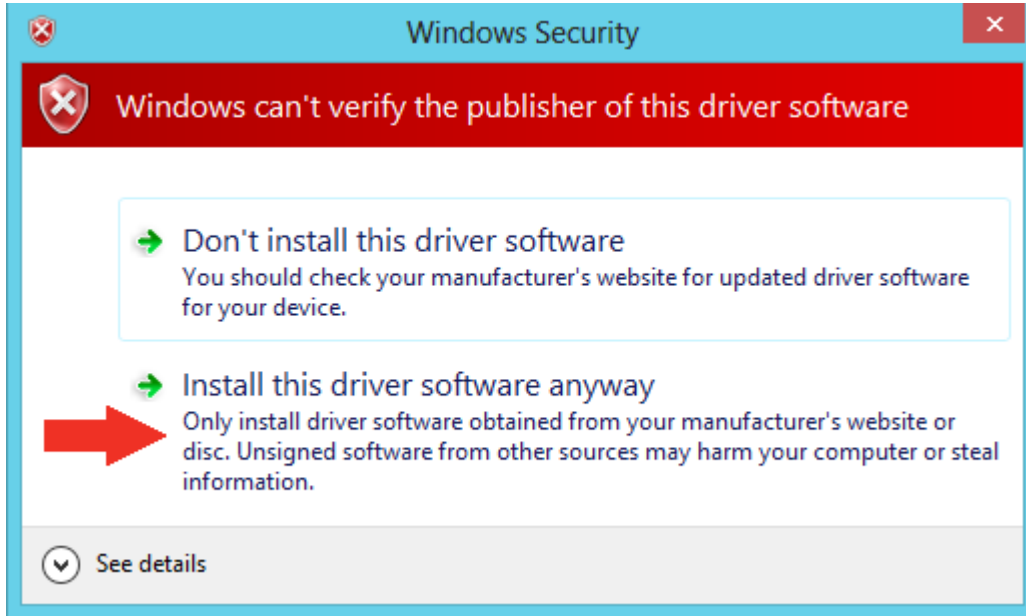 Windows Security
Windows can't verify the publisher of this driver software
Don't install this driver software
You should check your manufacturer's website for updated driver software
for your device.
Install this driver software anyway
Only install driver software obtained from your manufacturer's website or
disc. Unsigned software from other sources may harm your computer or steal
information.
See details